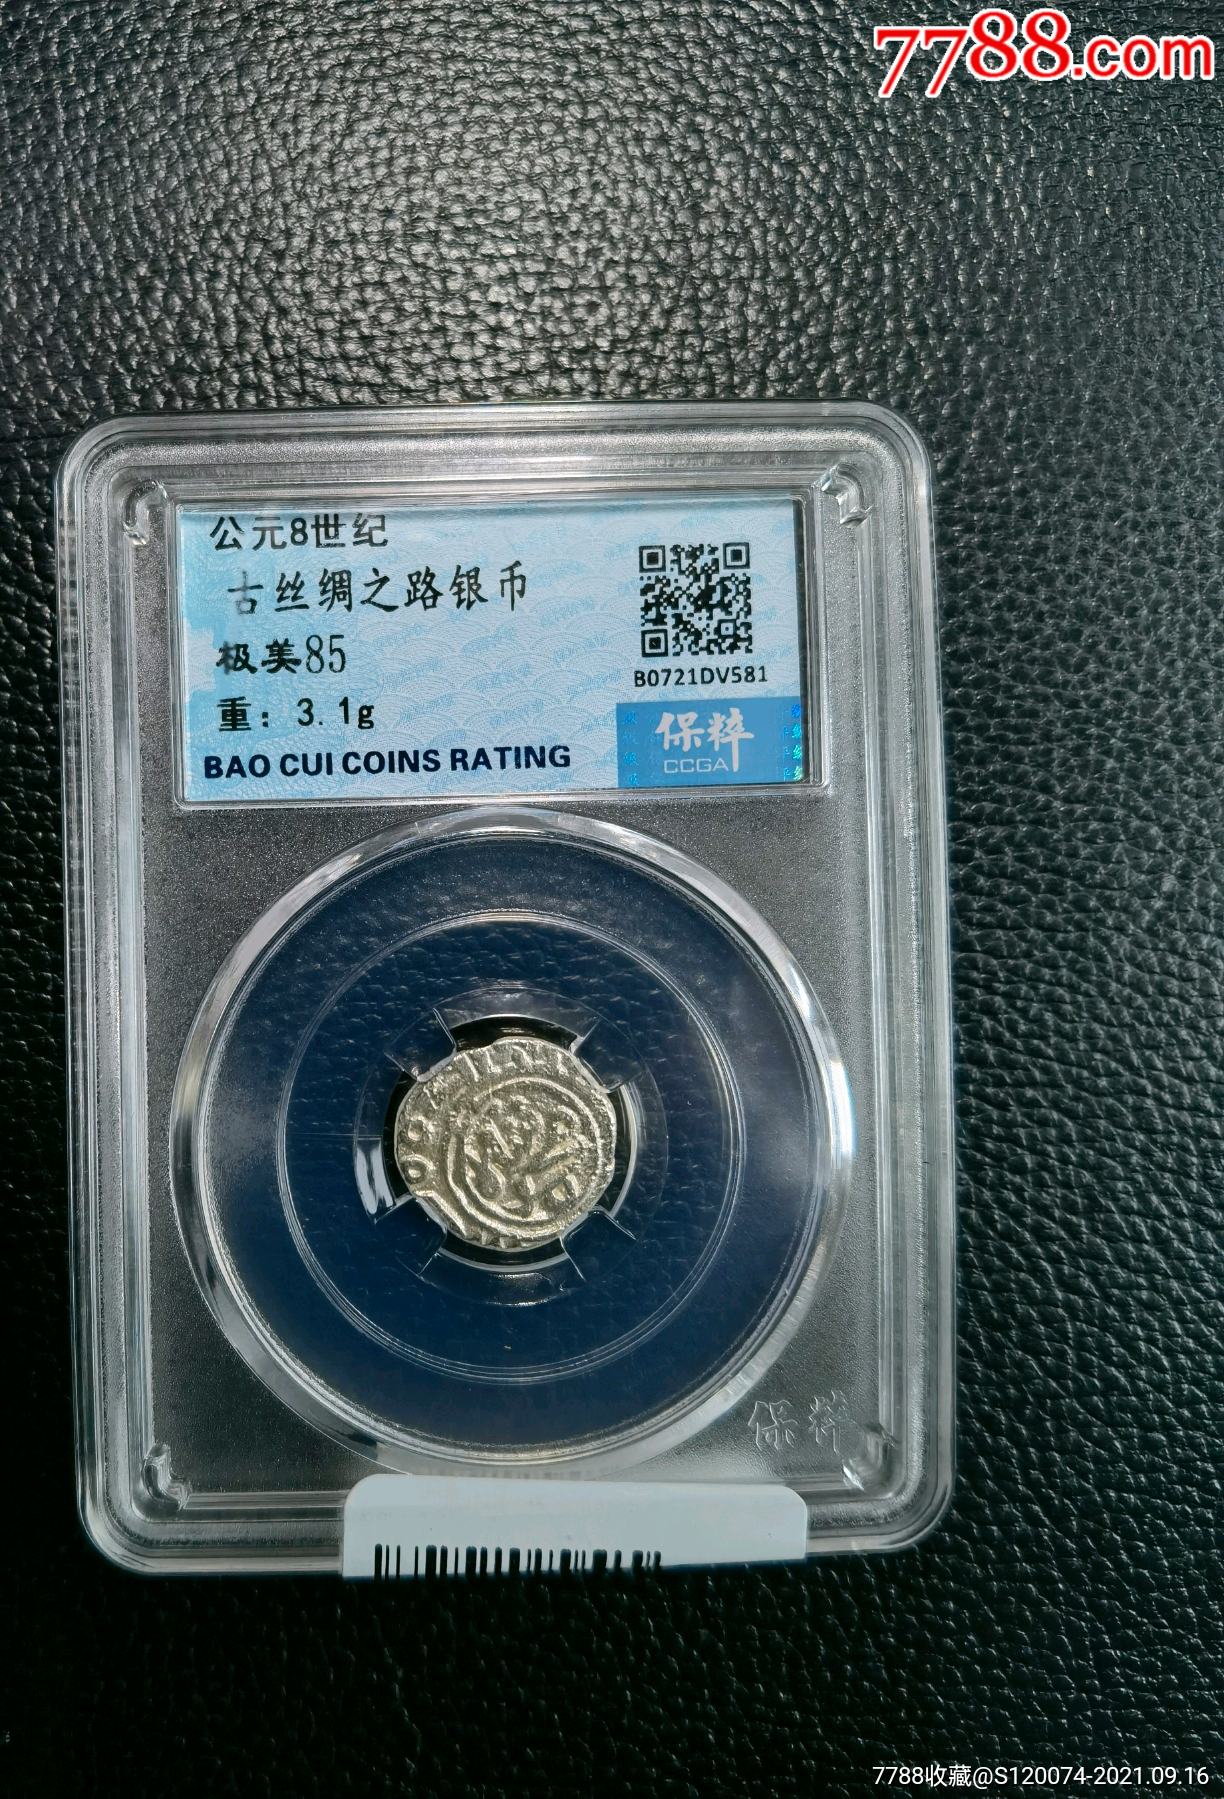 7788.com
公元8世纪
古丝绸之路银币
极美85
重：3.1g
BAO CUI COINS RATING
B0721DV581
保粹
CCGA
保粹
7788收藏@S120074-2021.09.16